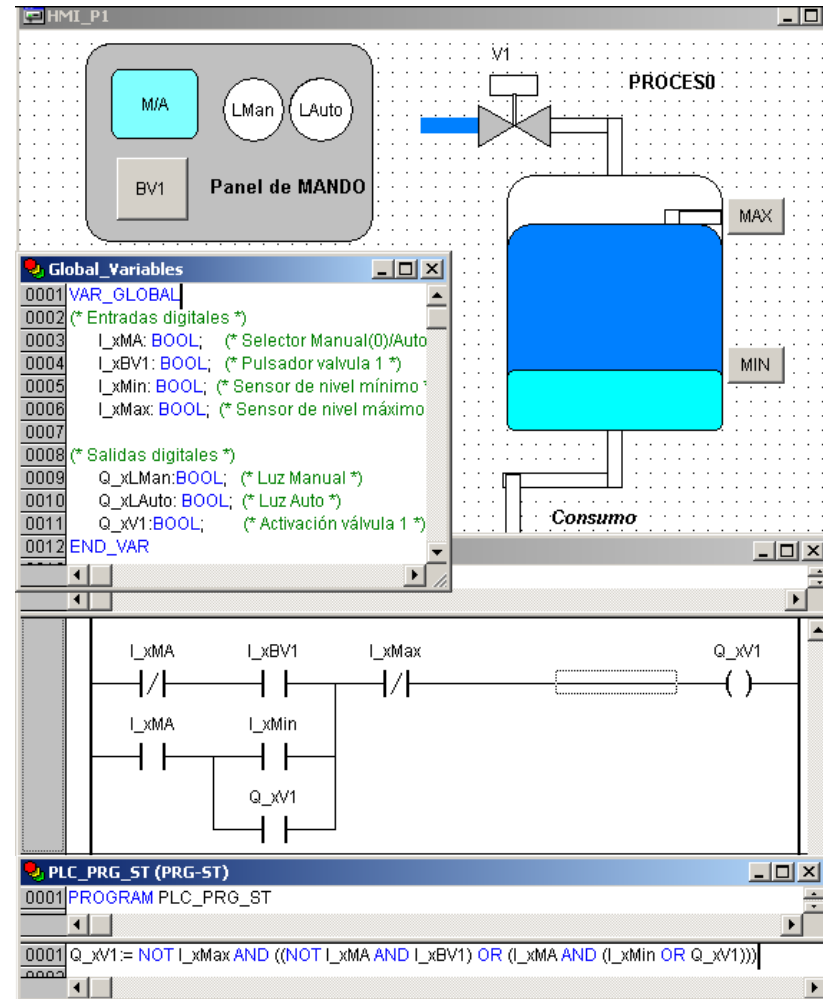 HMI_P1
V1
PROCESO
M/A
LMan
LAuto
BV1
Panel de MANDO
MAX
MIN
Consumo
Global_Variables
0001 VAR_GLOBAL
0002 (* Entradas digitales *)
0003 I_xMA: BOOL; (* Selector Manual(0)/Auto
0004 I_xBV1: BOOL; (* Pulsador valvula 1 *)
0005 I_xMin: BOOL; (* Sensor de nivel mínimo *
0006 I_xMax: BOOL; (* Sensor de nivel máximo
0007
0008 (* Salidas digitales *)
0009 Q_xLMan:BOOL; (* Luz Manual *)
0010 Q_xLAuto: BOOL; (* Luz Auto *)
0011 Q_xV1:BOOL; (* Activación válvula 1 *)
0012 END_VAR
I_xMA I_xBV1 I_xMax Q_xV1
I_xMA I_xMin
Q_xV1
PLC_PRG_ST (PRG-ST)
0001 PROGRAM PLC_PRG_ST
0001 Q_xV1:= NOT I_xMax AND ((NOT I_xMA AND I_xBV1) OR (I_xMA AND (I_xMin OR Q_xV1)))